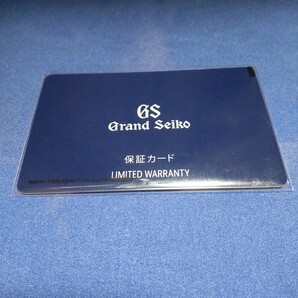 GS
Grand Seiko
保証カード
LIMITED WARRANTY